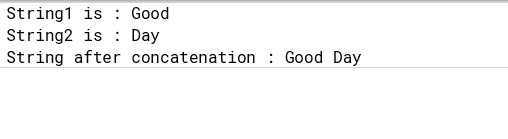 String1 is : Good
String2 is : Day
String after concatenation : Good Day